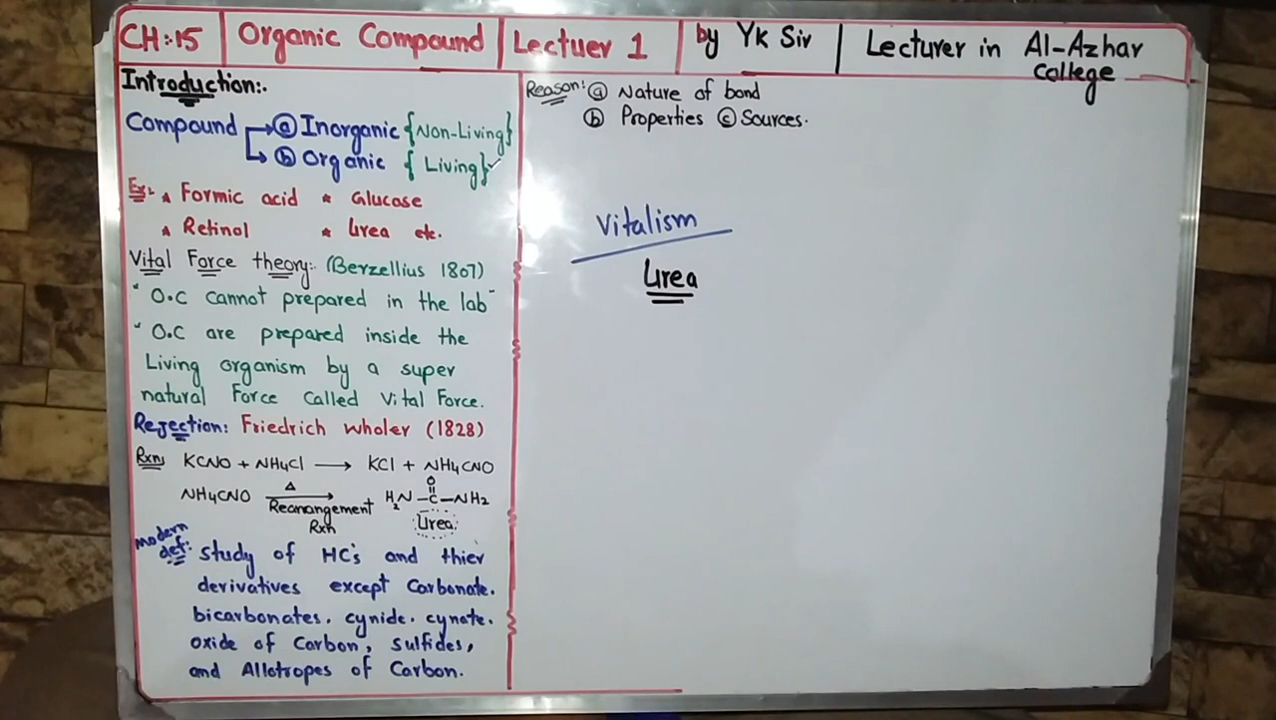 CH:15 | Organic Compound | Lectuer 1 | by Yk Sir | Lecturer in Al-Azhar College
Introduction:.
Compound → (a) Inorganic {Non-Living}
→ (b) Organic { Living}
Ex:- * Formic acid * Glucose
* Retinol * Urea etc.
Vital Force theory:- (Berzellius 1807)
" O.C cannot prepared in the lab"
" O.C are prepared inside the
Living organism by a super
natural Force called Vital Force.
Rejection: Friedrich wholer (1828)
Rxn: KCNO + NH4Cl → KCl + NH4CNO
NH4CNO Δ → Rearrangement Rxn H2N-C-NH2
O
Urea
modern def: study of HC's and thier
derivatives except Carbonate.
bicarbonates. cynide. cynate.
oxide of Carbon, sulfides,
and Allotropes of Carbon.
Reason: (a) Nature of bond
(b) Properties (c) Sources.
Vitalism
Urea